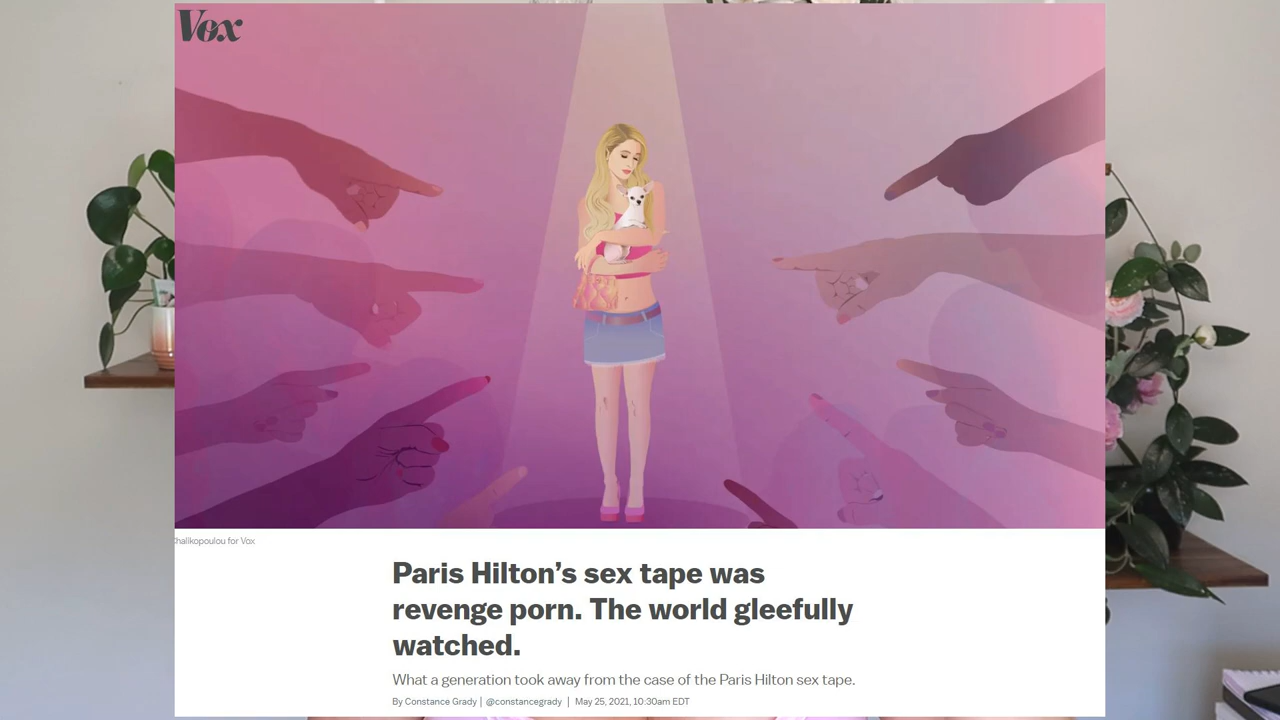 Vox
halikopoulou for Vox
Paris Hilton's sex tape was
revenge porn. The world gleefully
watched.
What a generation took away from the case of the Paris Hilton sex tape.
By Constance Grady | @constancegrady | May 25, 2021, 10:30am EDT